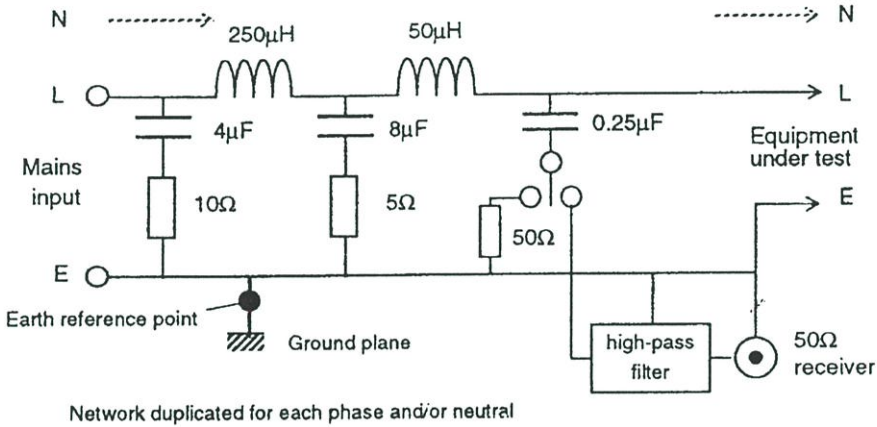 N
N
250µH
50µH
L
L
4µF
8µF
0.25µF
Mains
input
Equipment
under test
10Ω
5Ω
50Ω
E
E
Earth reference point
Ground plane
high-pass
filter
50Ω
receiver
Network duplicated for each phase and/or neutral